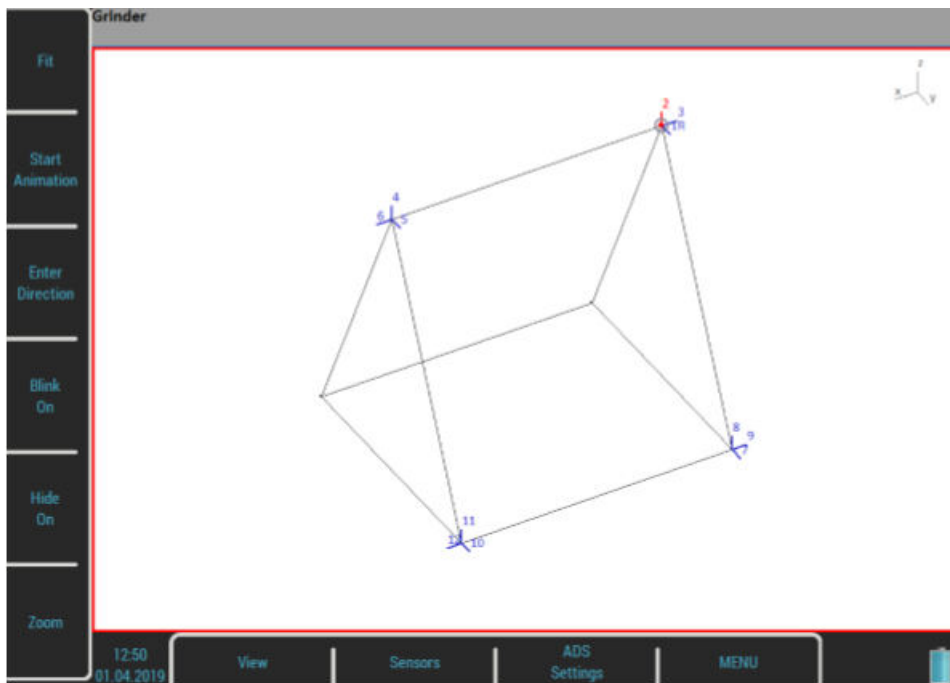 Grinder
Fit
Start
Animation
Enter
Direction
Blink
On
Hide
On
Zoom
z
x
y
2
3
1R
4
6
5
8
9
7
11
12
10
12:50
01.04.2019
View
Sensors
ADS
Settings
MENU